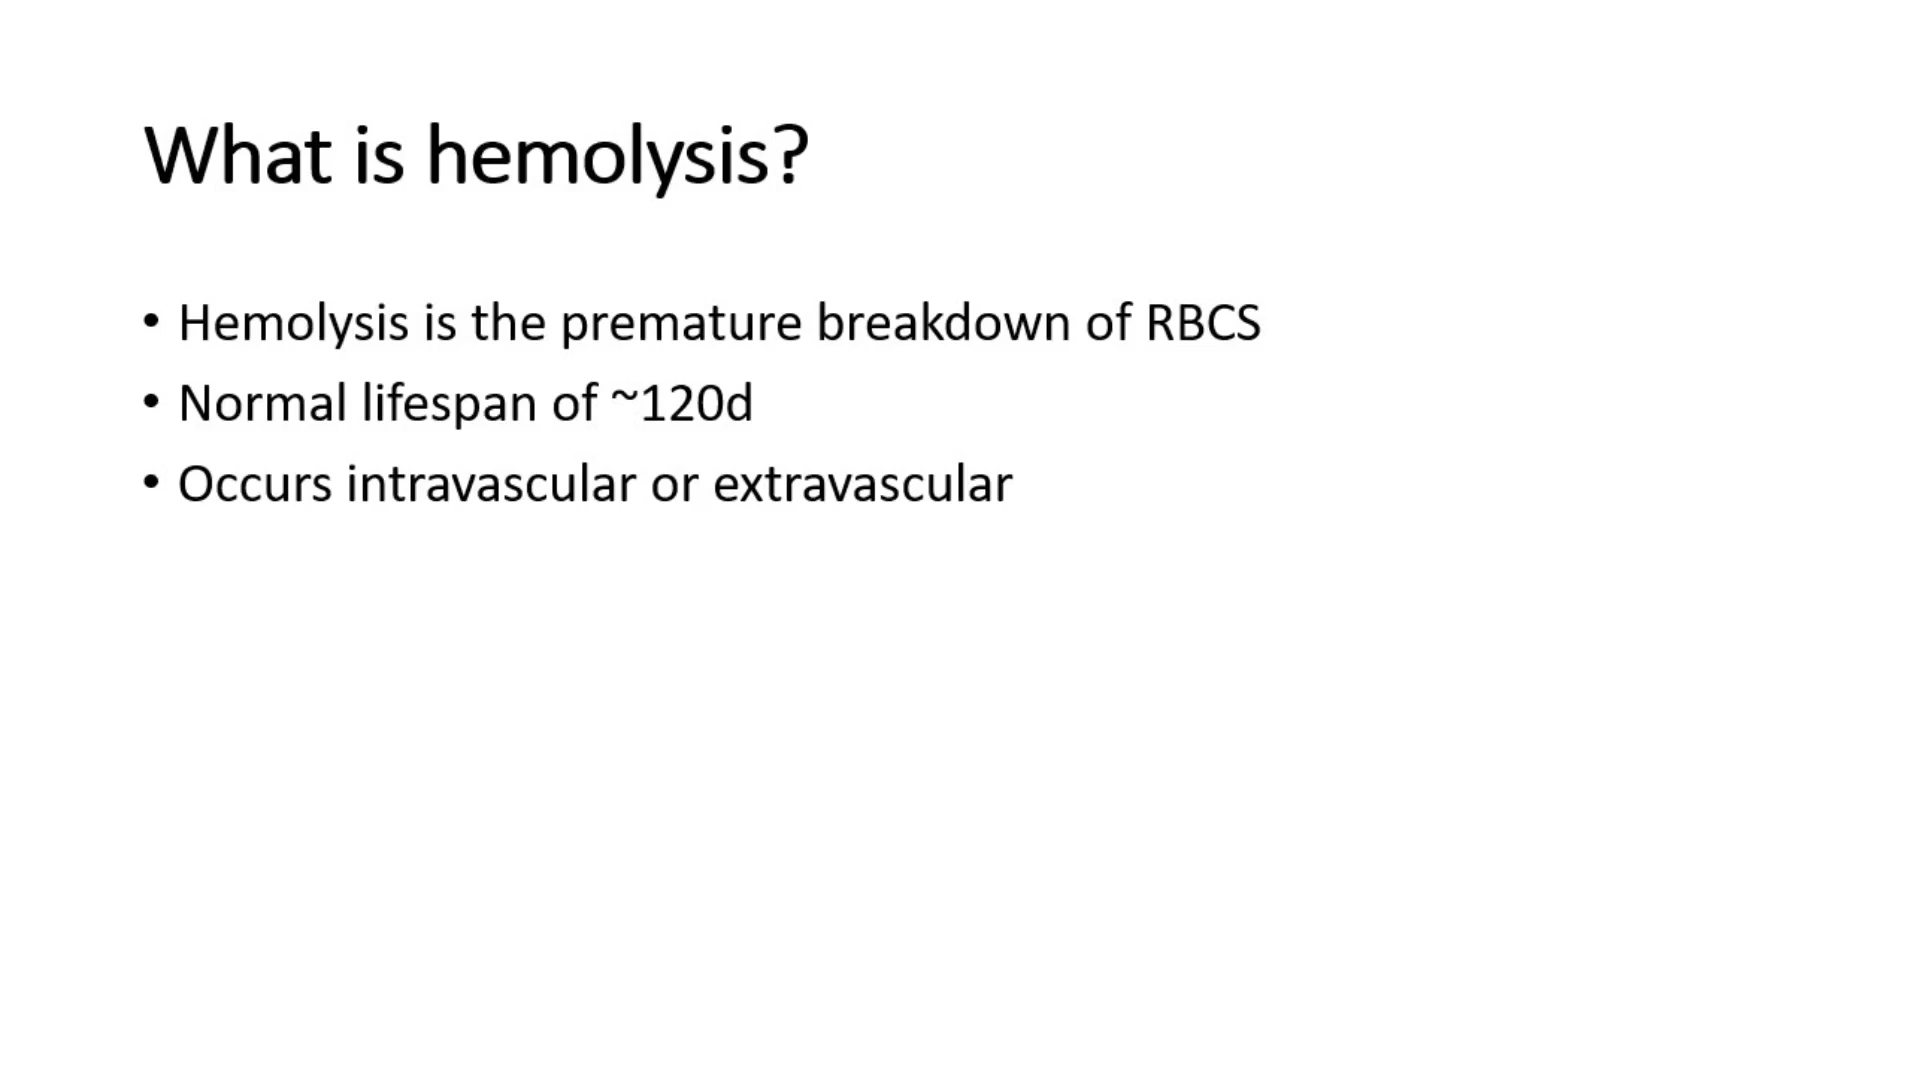 What is hemolysis?
• Hemolysis is the premature breakdown of RBCS
• Normal lifespan of ~120d
• Occurs intravascular or extravascular